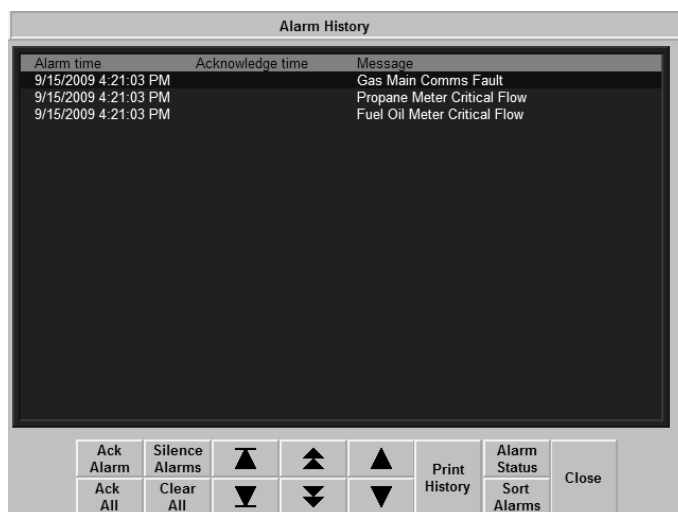 Alarm History
Alarm time Acknowledge time Message
9/15/2009 4:21:03 PM Gas Main Comms Fault
9/15/2009 4:21:03 PM Propane Meter Critical Flow
9/15/2009 4:21:03 PM Fuel Oil Meter Critical Flow
Ack Alarm
Silence Alarms
Print History
Alarm Status
Close
Ack All
Clear All
Sort Alarms